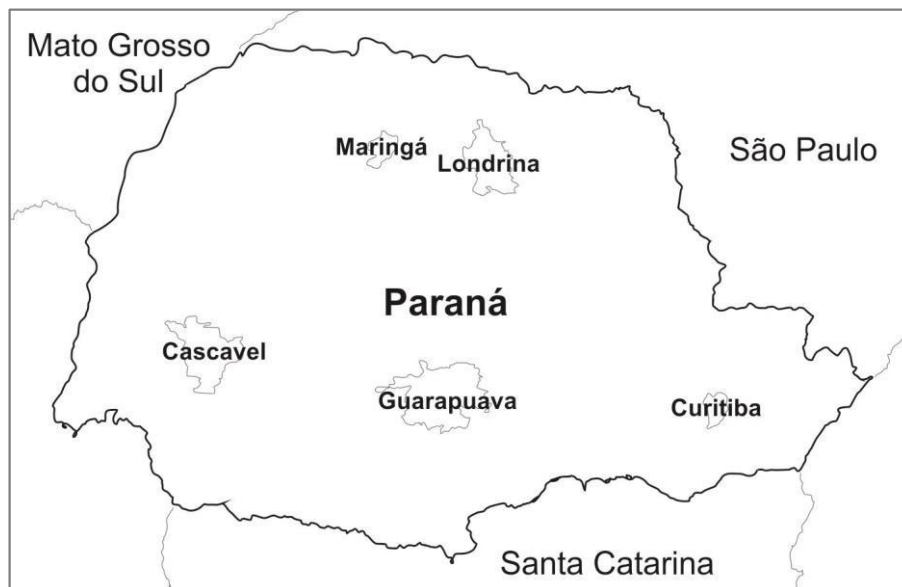 Mato Grosso
do Sul
Maringá
Londrina
São Paulo
Paraná
Cascavel
Guarapuava
Curitiba
Santa Catarina